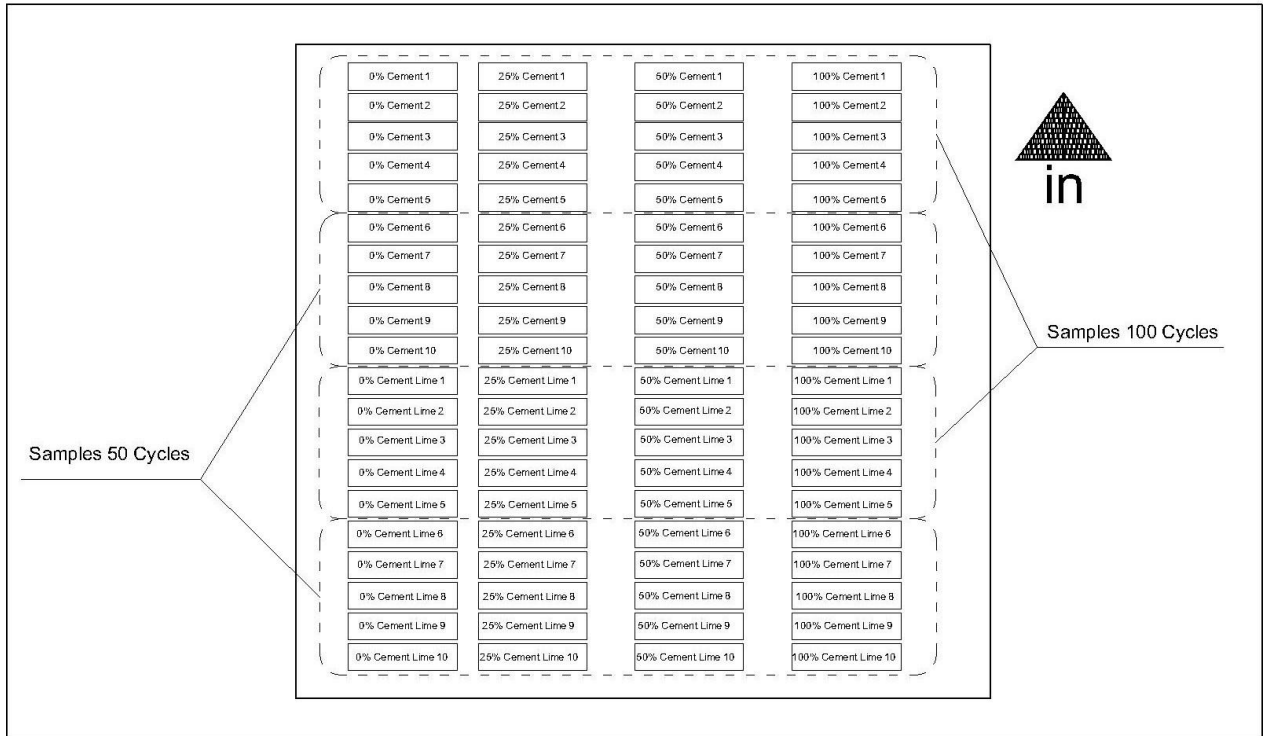 0% Cement 1 25% Cement 1 50% Cement 1 100% Cement 1
0% Cement 2 25% Cement 2 50% Cement 2 100% Cement 2
0% Cement 3 25% Cement 3 50% Cement 3 100% Cement 3
0% Cement 4 25% Cement 4 50% Cement 4 100% Cement 4
0% Cement 5 25% Cement 5 50% Cement 5 100% Cement 5
in
0% Cement 6 25% Cement 6 50% Cement 6 100% Cement 6
0% Cement 7 25% Cement 7 50% Cement 7 100% Cement 7
0% Cement 8 25% Cement 8 50% Cement 8 100% Cement 8
0% Cement 9 25% Cement 9 50% Cement 9 100% Cement 9
Samples 100 Cycles
0% Cement 10 25% Cement 10 50% Cement 10 100% Cement 10
0% Cement Lime 1 25% Cement Lime 1 50% Cement Lime 1 100% Cement Lime 1
0% Cement Lime 2 25% Cement Lime 2 50% Cement Lime 2 100% Cement Lime 2
0% Cement Lime 3 25% Cement Lime 3 50% Cement Lime 3 100% Cement Lime 3
Samples 50 Cycles
0% Cement Lime 4 25% Cement Lime 4 50% Cement Lime 4 100% Cement Lime 4
0% Cement Lime 5 25% Cement Lime 5 50% Cement Lime 5 100% Cement Lime 5
0% Cement Lime 6 25% Cement Lime 6 50% Cement Lime 6 100% Cement Lime 6
0% Cement Lime 7 25% Cement Lime 7 50% Cement Lime 7 100% Cement Lime 7
0% Cement Lime 8 25% Cement Lime 8 50% Cement Lime 8 100% Cement Lime 8
0% Cement Lime 9 25% Cement Lime 9 50% Cement Lime 9 100% Cement Lime 9
0% Cement Lime 10 25% Cement Lime 10 50% Cement Lime 10 100% Cement Lime 10